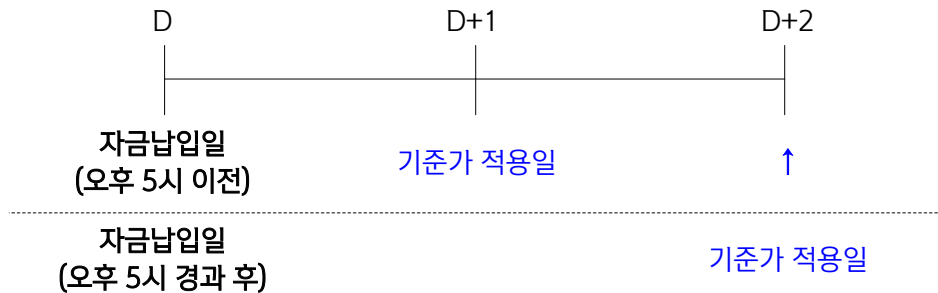 D D+1 D+2
자금납입일
(오후 5시 이전)
기준가 적용일
↑
자금납입일
(오후 5시 경과 후)
기준가 적용일